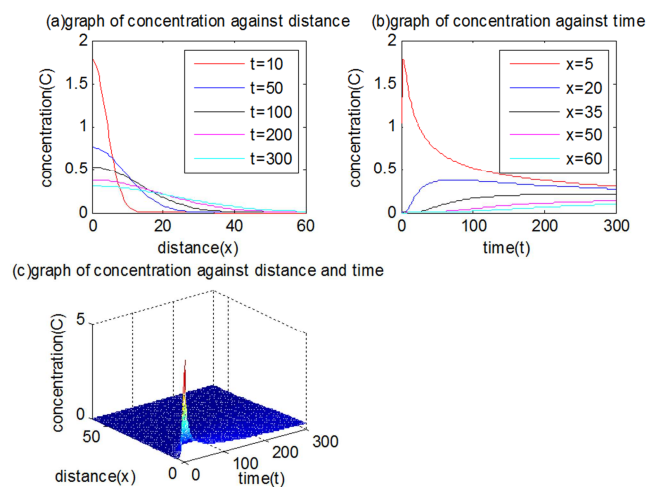 (a)graph of concentration against distance
2
1.5
1
0.5
0
0
20
40
60
concentration(C)
distance(x)
t=10
t=50
t=100
t=200
t=300
(b)graph of concentration against time
2
1.5
1
0.5
0
0
100
200
300
concentration(C)
time(t)
x=5
x=20
x=35
x=50
x=60
(c)graph of concentration against distance and time
5
0
concentration(C)
50
0
distance(x)
0
100
200
300
time(t)